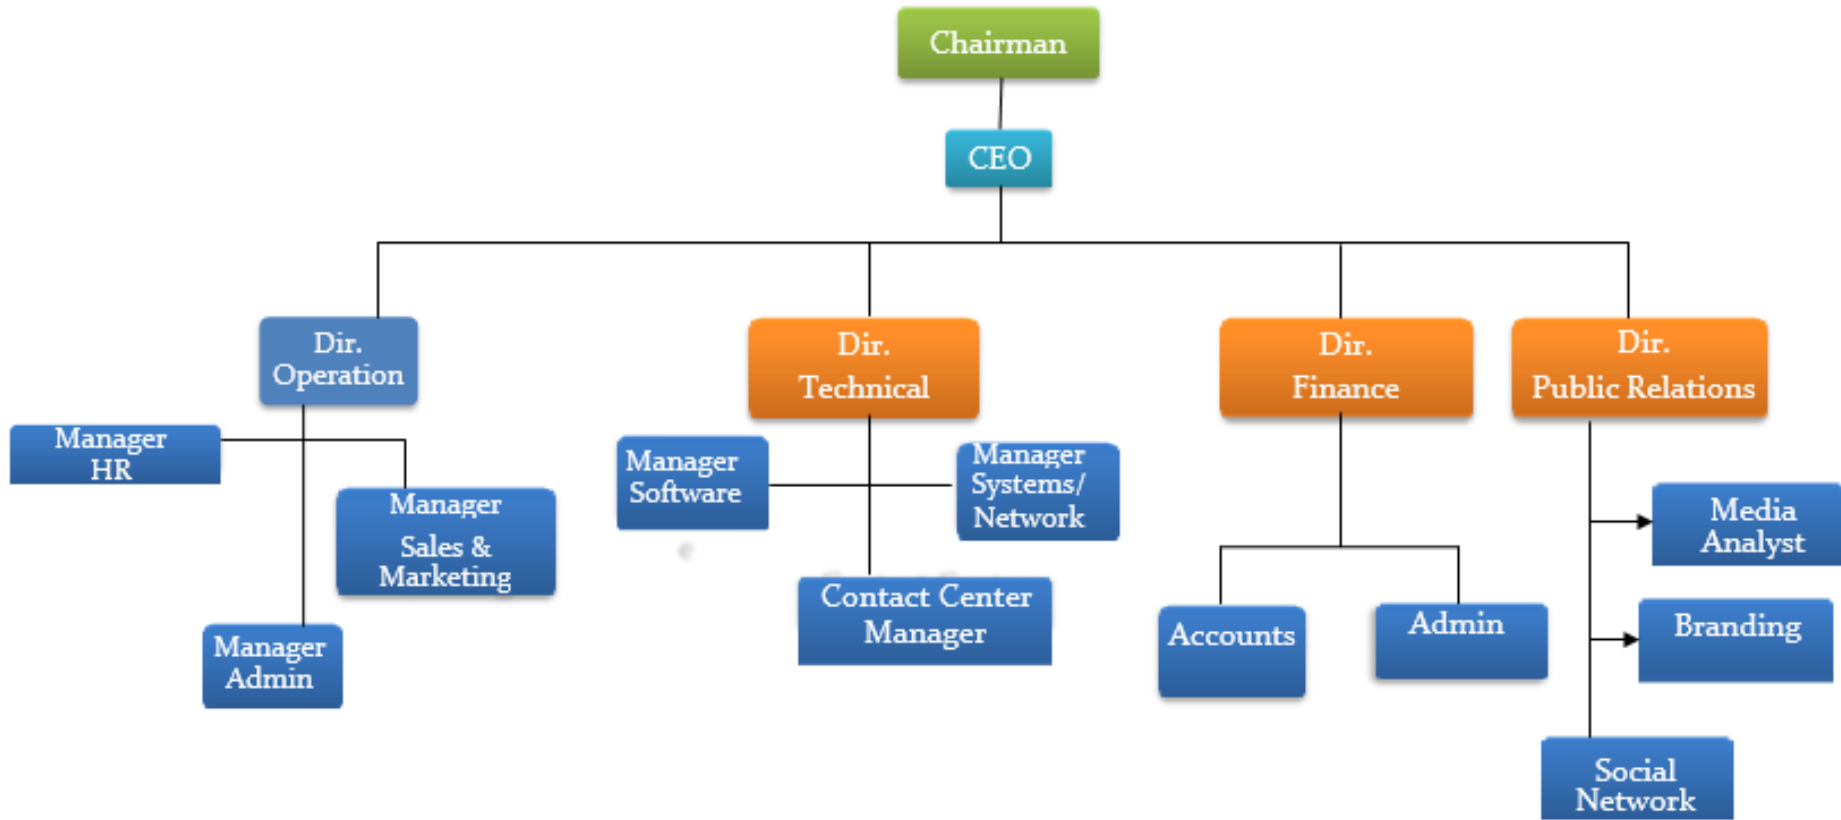 Chairman
CEO
Dir.
Operation
Dir.
Technical
Dir.
Finance
Dir.
Public Relations
Manager
HR
Manager
Sales &
Marketing
Manager
Admin
Manager
Software
e
Manager
Systems/
Network
Contact Center
Manager
Accounts
Admin
Media
Analyst
Branding
Social
Network